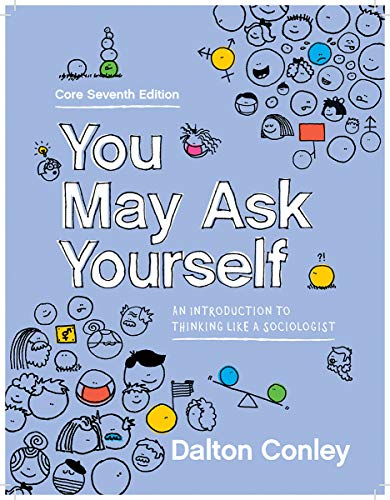 Core Seventh Edition
You
May Ask
Yourself
?!
AN INTRODUCTION TO
THINKING LIKE A SOCIOLOGIST
?
Dalton Conley